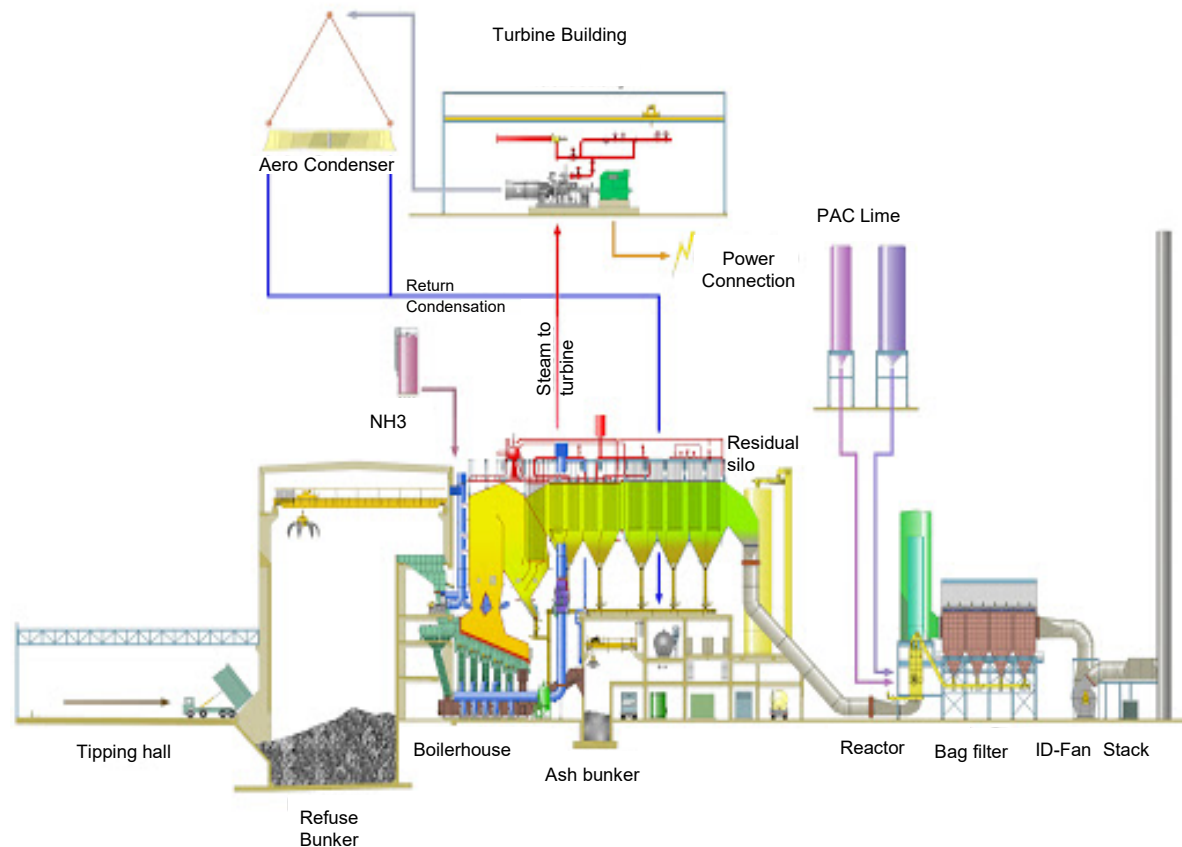 Turbine Building
Aero Condenser
PAC Lime
Power
Connection
Return
Condensation
Steam to
turbine
NH3
Residual
silo
Tipping hall
Boilerhouse
Reactor
Bag filter
ID-Fan
Stack
Ash bunker
Refuse
Bunker